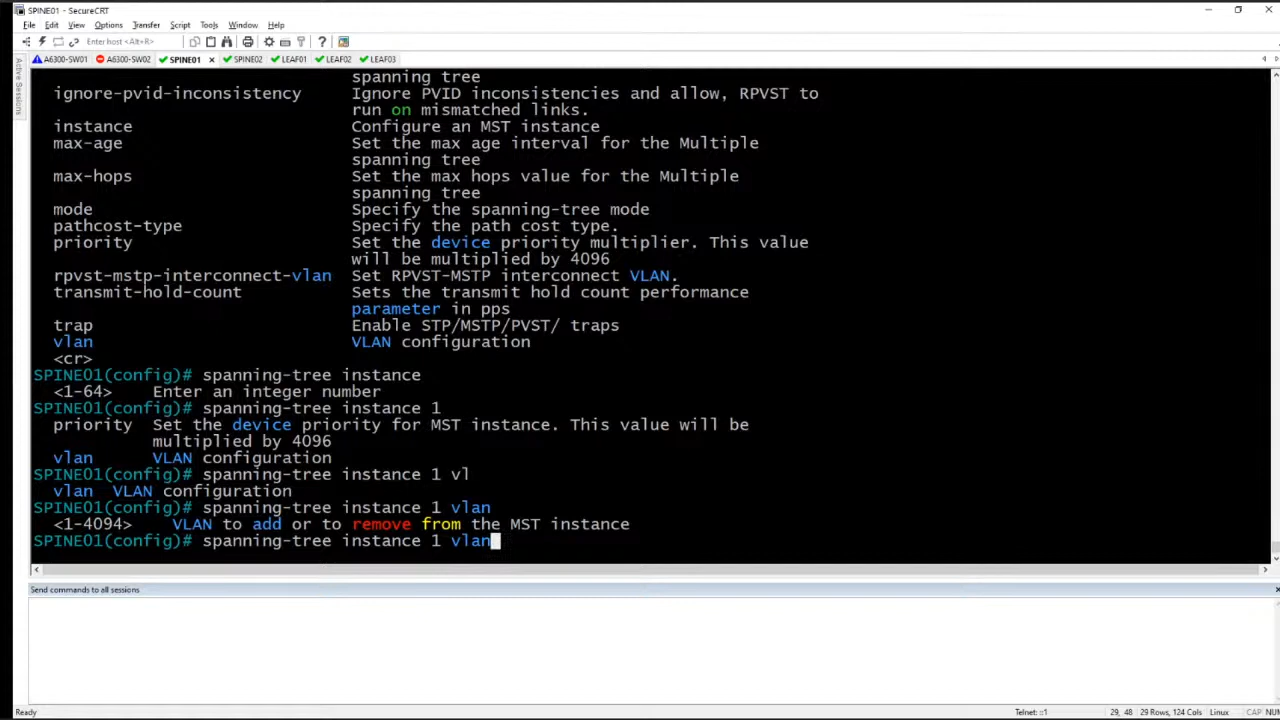 SPINE01 - SecureCRT
File Edit View Options Transfer Script Tools Window Help
Enter host <Alt+R>
A6300-SW01 A6300-SW02 SPINE01 SPINE02 LEAF01 LEAF02 LEAF03
Active Sessions
spanning tree
ignore-pvid-inconsistency Ignore PVID inconsistencies and allow, RPVST to
run on mismatched links.
instance Configure an MST instance
max-age Set the max age interval for the Multiple
spanning tree
max-hops Set the max hops value for the Multiple
spanning tree
mode Specify the spanning-tree mode
pathcost-type Specify the path cost type.
priority Set the device priority multiplier. This value
will be multiplied by 4096
rpvst-mstp-interconnect-vlan Set RPVST-MSTP interconnect VLAN.
transmit-hold-count Sets the transmit hold count performance
parameter in pps
trap Enable STP/MSTP/PVST/ traps
vlan VLAN configuration
<cr>
SPINE01(config)# spanning-tree instance
<1-64> Enter an integer number
SPINE01(config)# spanning-tree instance 1
priority Set the device priority for MST instance. This value will be
multiplied by 4096
vlan VLAN configuration
SPINE01(config)# spanning-tree instance 1 vl
vlan VLAN configuration
SPINE01(config)# spanning-tree instance 1 vlan
<1-4094> VLAN to add or to remove from the MST instance
SPINE01(config)# spanning-tree instance 1 vlan
Send commands to all sessions
Ready Telnet: ::1 29, 48 29 Rows, 124 Cols Linux CAP NUM